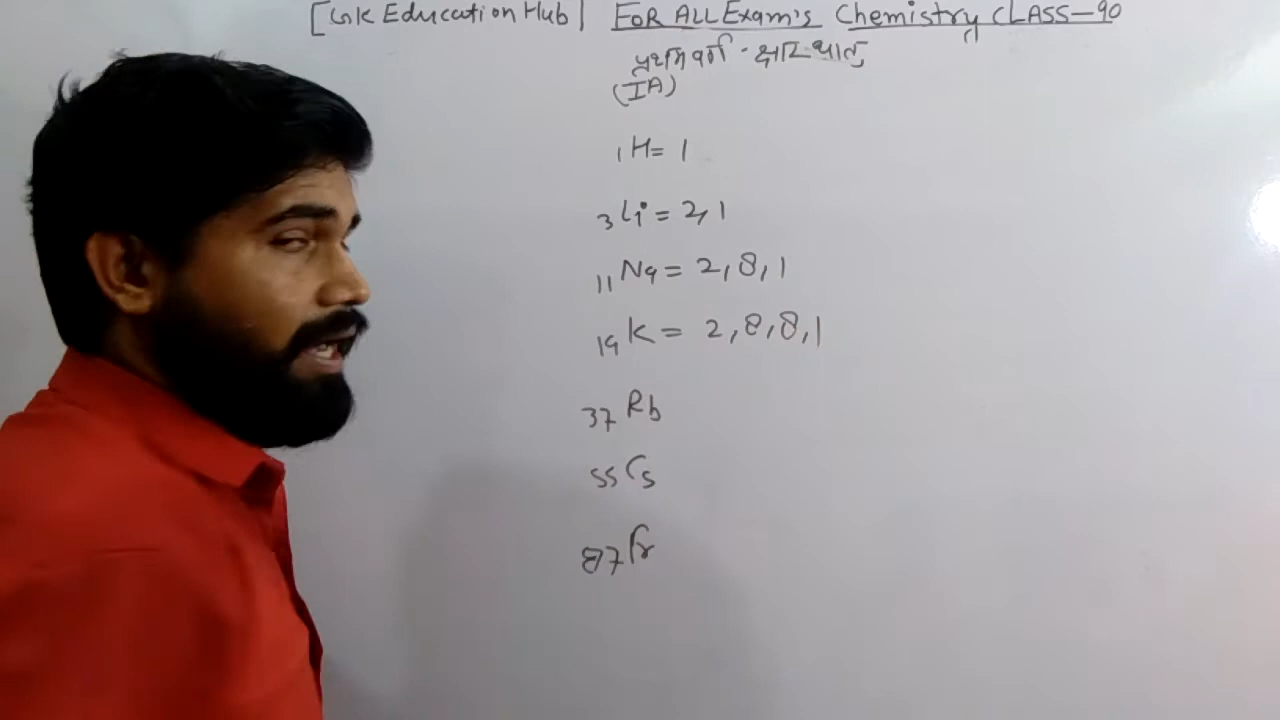 [GK Education Hub] FOR ALL Exam's Chemistry CLASS-90
प्रथम वर्ग - क्षार धातु
(IA)
₁H= 1
₃Li = 2,1
₁₁Na = 2,8,1
₁₉K = 2,8,8,1
₃₇Rb
₅₅Cs
₈₇Fr